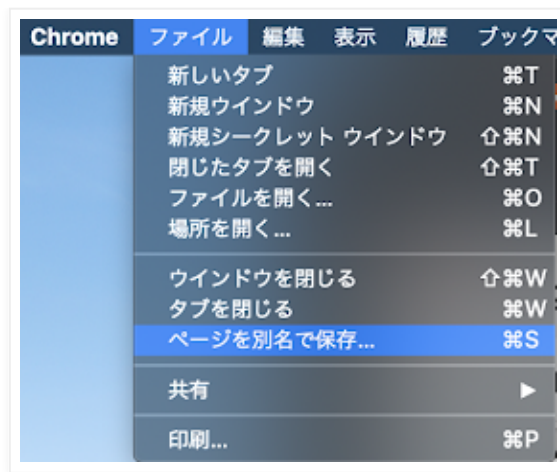 Chrome ファイル 編集 表示 履歴 ブックマ
新しいタブ ⌘T
新規ウインドウ ⌘N
新規シークレット ウインドウ ⇧⌘N
閉じたタブを開く ⇧⌘T
ファイルを開く... ⌘O
場所を開く... ⌘L
ウインドウを閉じる ⇧⌘W
タブを閉じる ⌘W
ページを別名で保存... ⌘S
共有 ▶
印刷... ⌘P